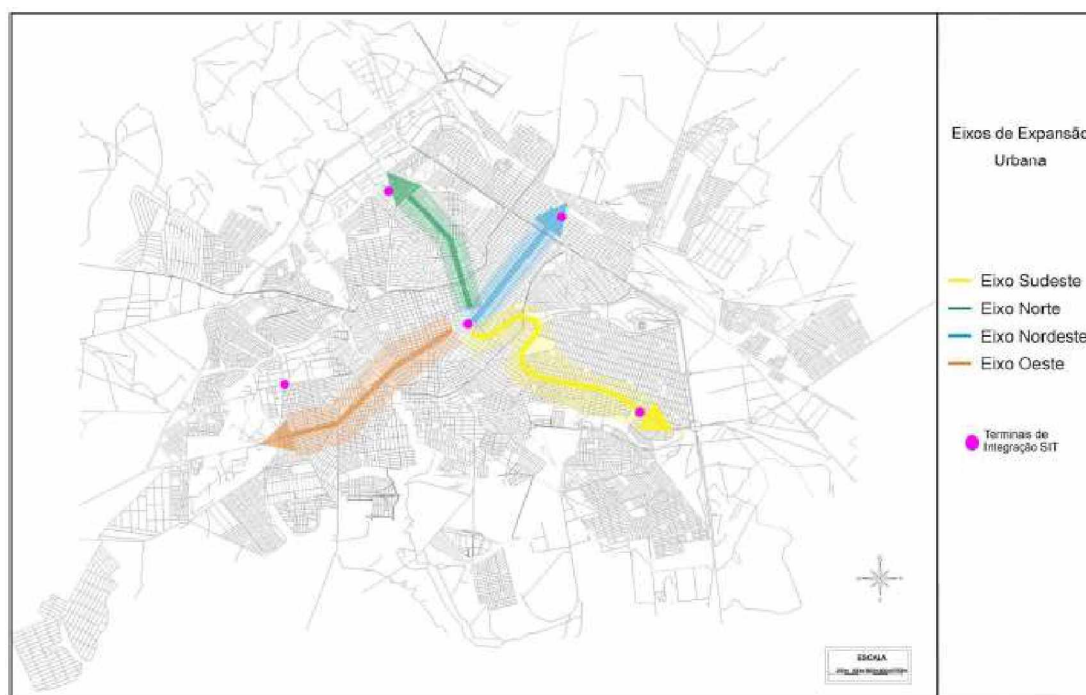 Eixos de Expansão
Urbana
Eixo Sudeste
Eixo Norte
Eixo Nordeste
Eixo Oeste
Terminais de
Integração SIT
ESCALA